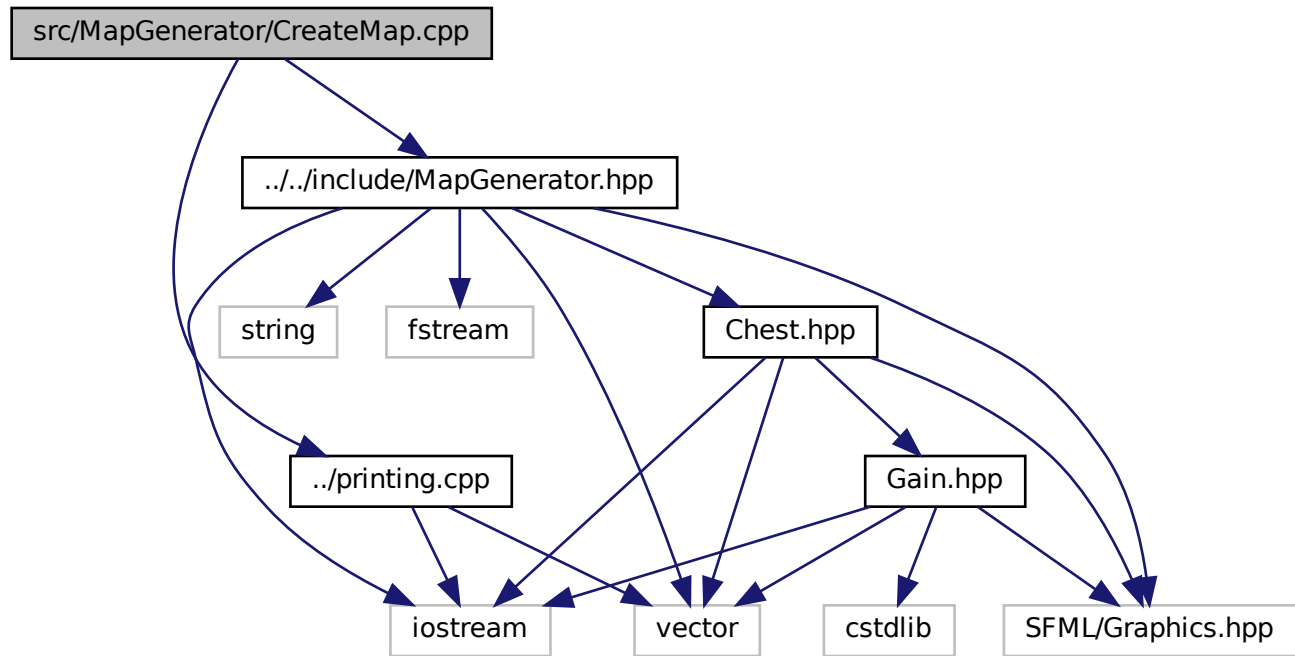 src/MapGenerator/CreateMap.cpp
../../include/MapGenerator.hpp
string
fstream
Chest.hpp
../printing.cpp
Gain.hpp
iostream
vector
cstdlib
SFML/Graphics.hpp